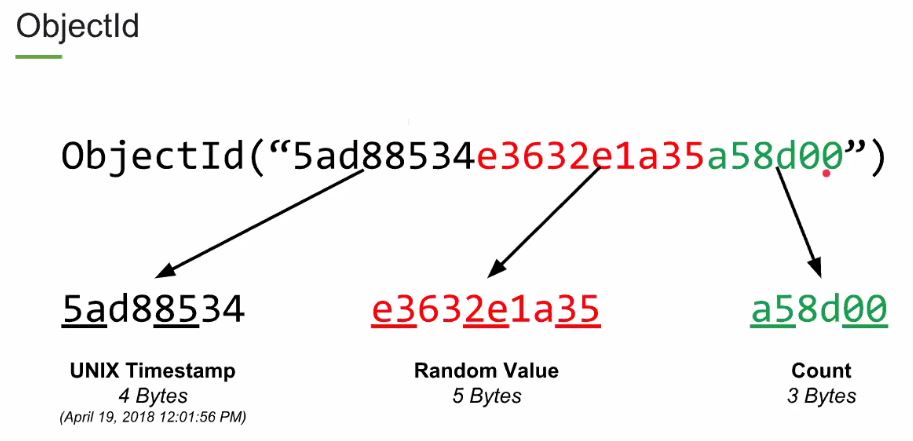 ObjectId
ObjectId(“5ad88534e3632e1a35a58d00”)
5ad88534 e3632e1a35 a58d00
UNIX Timestamp Random Value Count
4 Bytes 5 Bytes 3 Bytes
(April 19, 2018 12:01:56 PM)